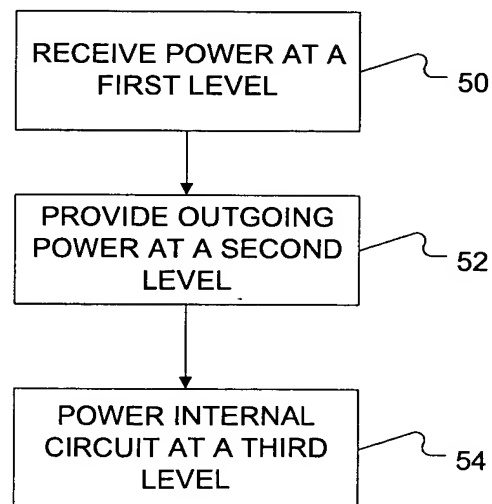 RECEIVE POWER AT A
FIRST LEVEL
50
PROVIDE OUTGOING
POWER AT A SECOND
LEVEL
52
POWER INTERNAL
CIRCUIT AT A THIRD
LEVEL
54